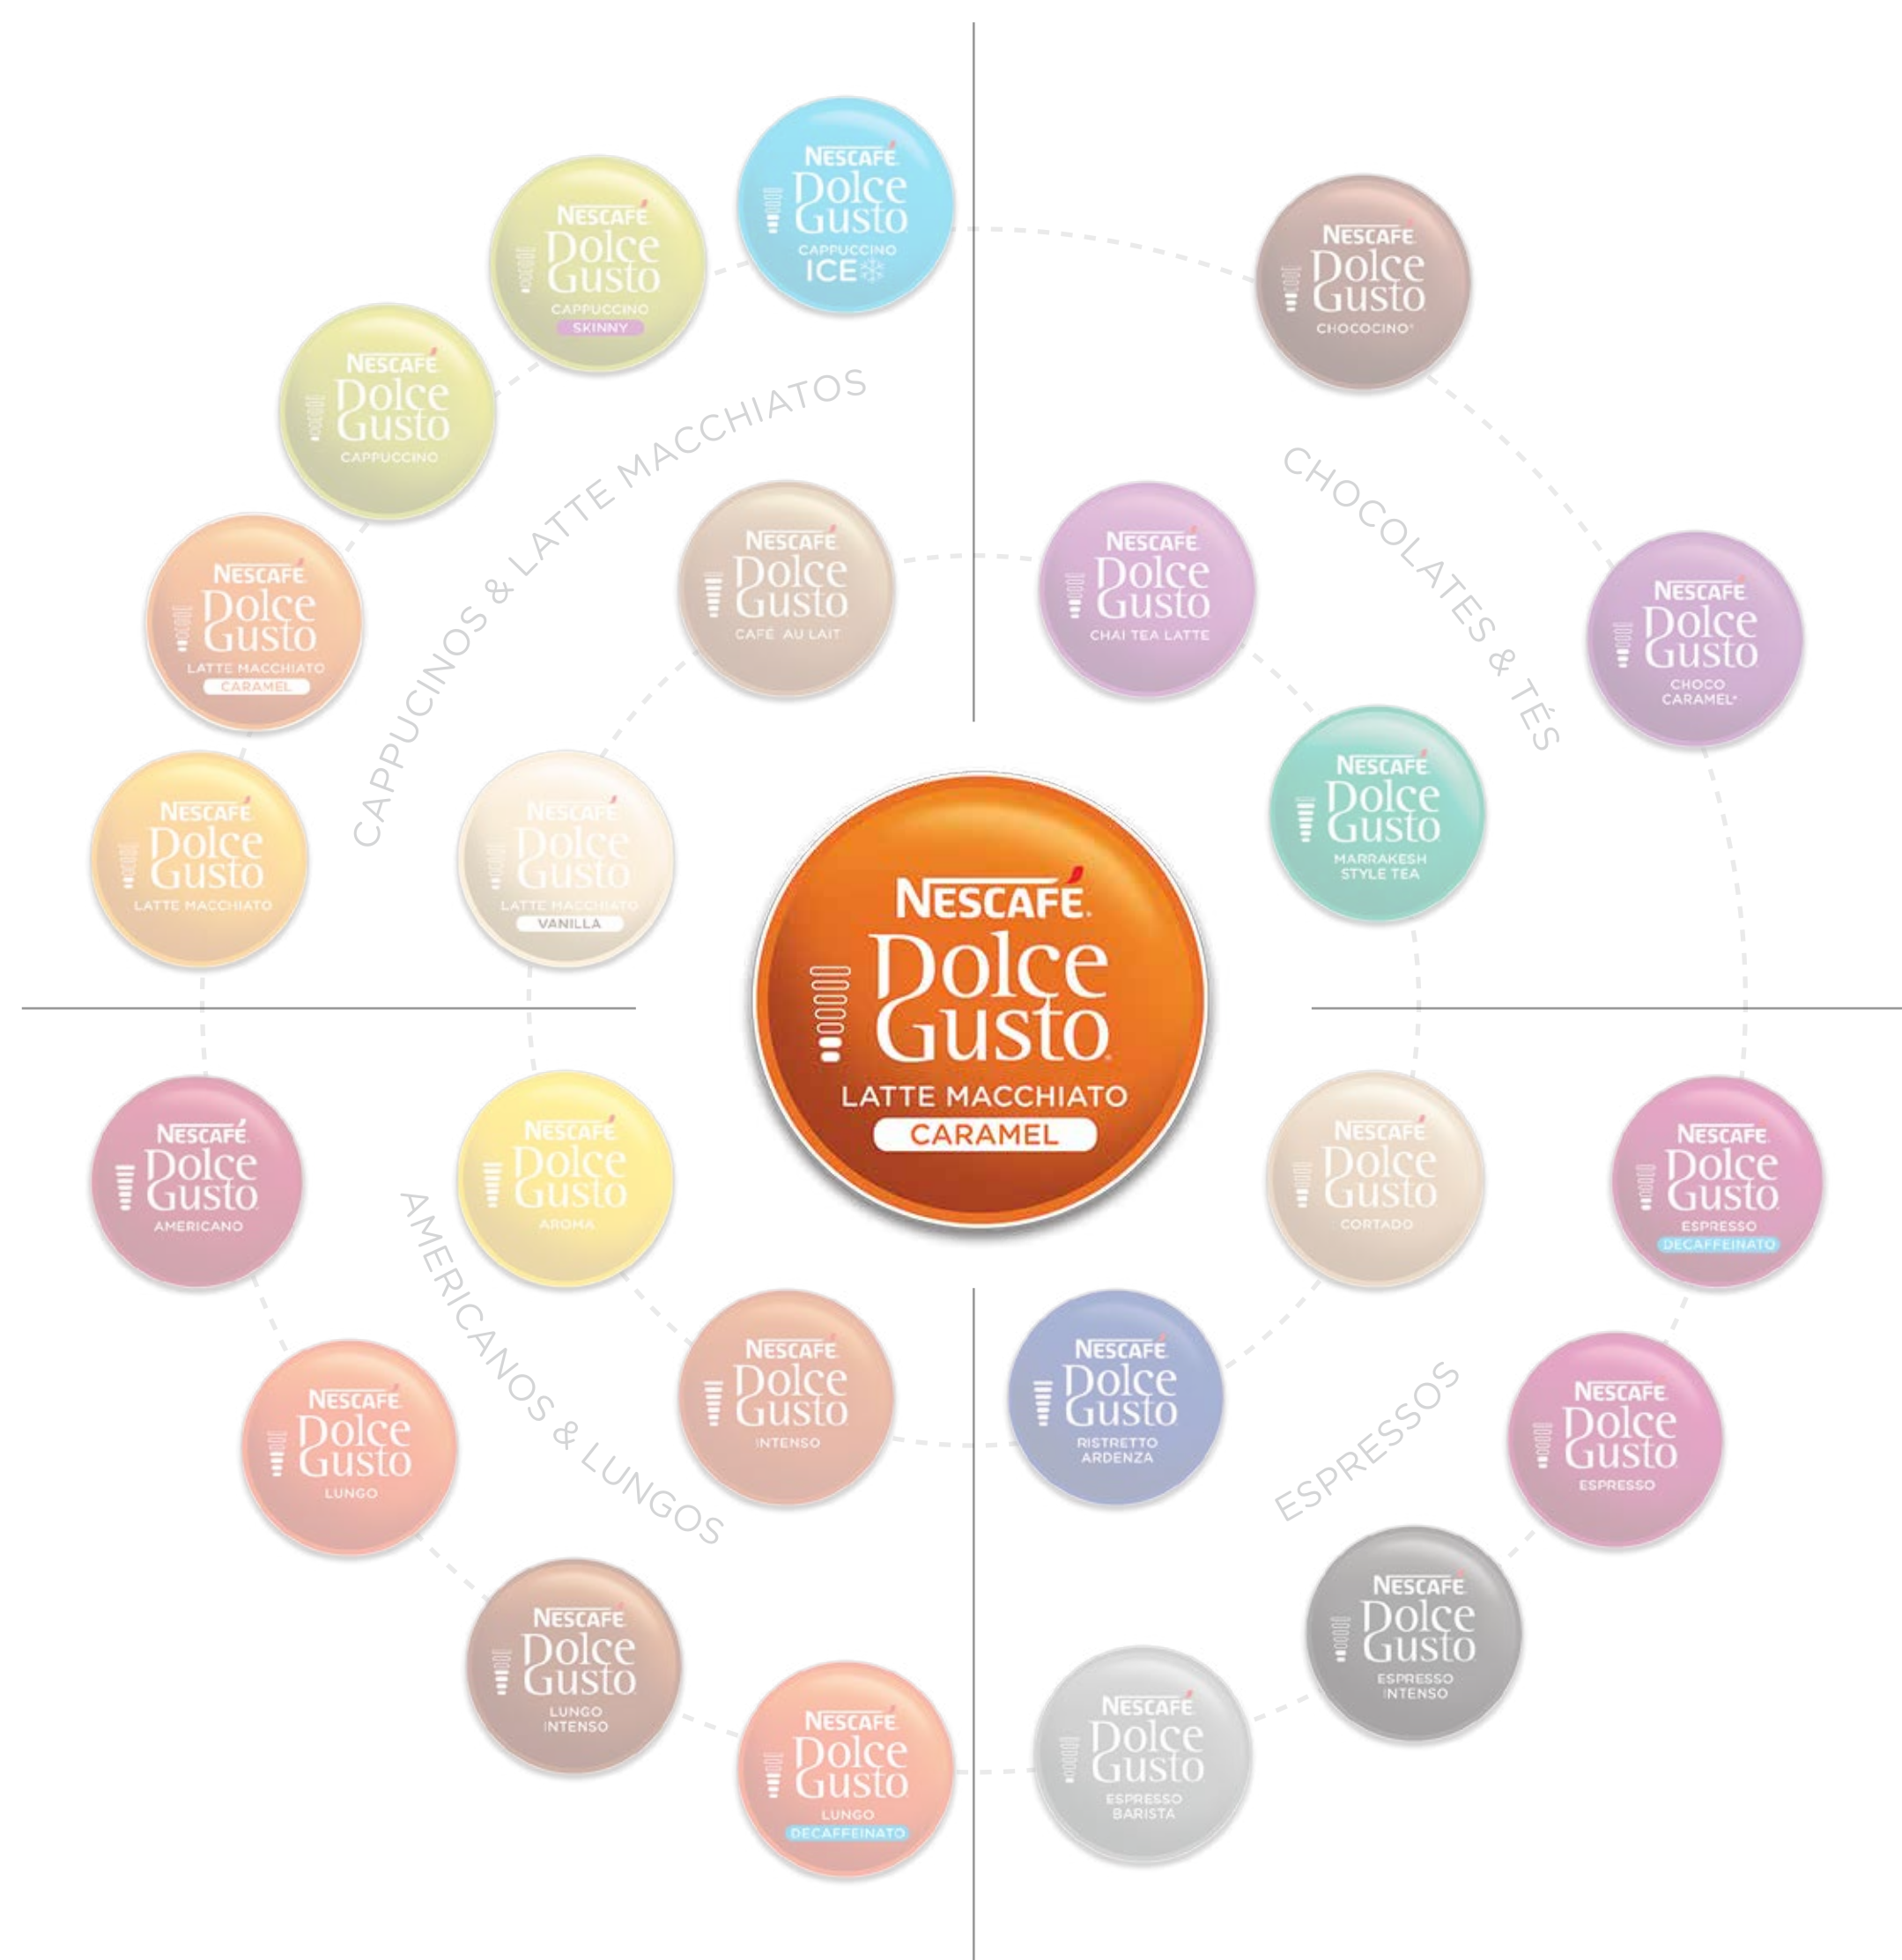 NESCAFÉ
Dolce
Gusto
CAPPUCCINO
ICE
NESCAFÉ
Dolce
Gusto
CAPPUCCINO
SKINNY
NESCAFÉ
Dolce
Gusto
CAPPUCCINO
NESCAFÉ
Dolce
Gusto
LATTE MACCHIATO
CARAMEL
NESCAFÉ
Dolce
Gusto
LATTE MACCHIATO
CAPPUCINOS & LATTE MACCHIATOS
NESCAFÉ
Dolce
Gusto
CAFÉ AU LAIT
NESCAFÉ
Dolce
Gusto
LATTE MACCHIATO
VANILLA
NESCAFÉ
Dolce
Gusto
CHOCOCINO*
NESCAFÉ
Dolce
Gusto
CHOCO
CARAMEL*
CHOCOLATES & TÉS
NESCAFÉ
Dolce
Gusto
CHAI TEA LATTE
NESCAFÉ
Dolce
Gusto
MARRAKESH
STYLE TEA
NESCAFÉ®
Dolce
Gusto®
LATTE MACCHIATO
CARAMEL
NESCAFÉ
Dolce
Gusto
AMERICANO
NESCAFÉ
Dolce
Gusto
AROMA
AMERICANOS & LUNGOS
NESCAFÉ
Dolce
Gusto
INTENSO
NESCAFÉ
Dolce
Gusto
LUNGO
NESCAFÉ
Dolce
Gusto
LUNGO
INTENSO
NESCAFÉ
Dolce
Gusto
LUNGO
DECAFFEINATO
NESCAFÉ
Dolce
Gusto
CORTADO
NESCAFÉ
Dolce
Gusto
ESPRESSO
DECAFFEINATO
NESCAFÉ
Dolce
Gusto
RISTRETTO
ARDENZA
ESPRESSOS
NESCAFÉ
Dolce
Gusto
ESPRESSO
NESCAFÉ
Dolce
Gusto
ESPRESSO
INTENSO
NESCAFÉ
Dolce
Gusto
ESPRESSO
BARISTA